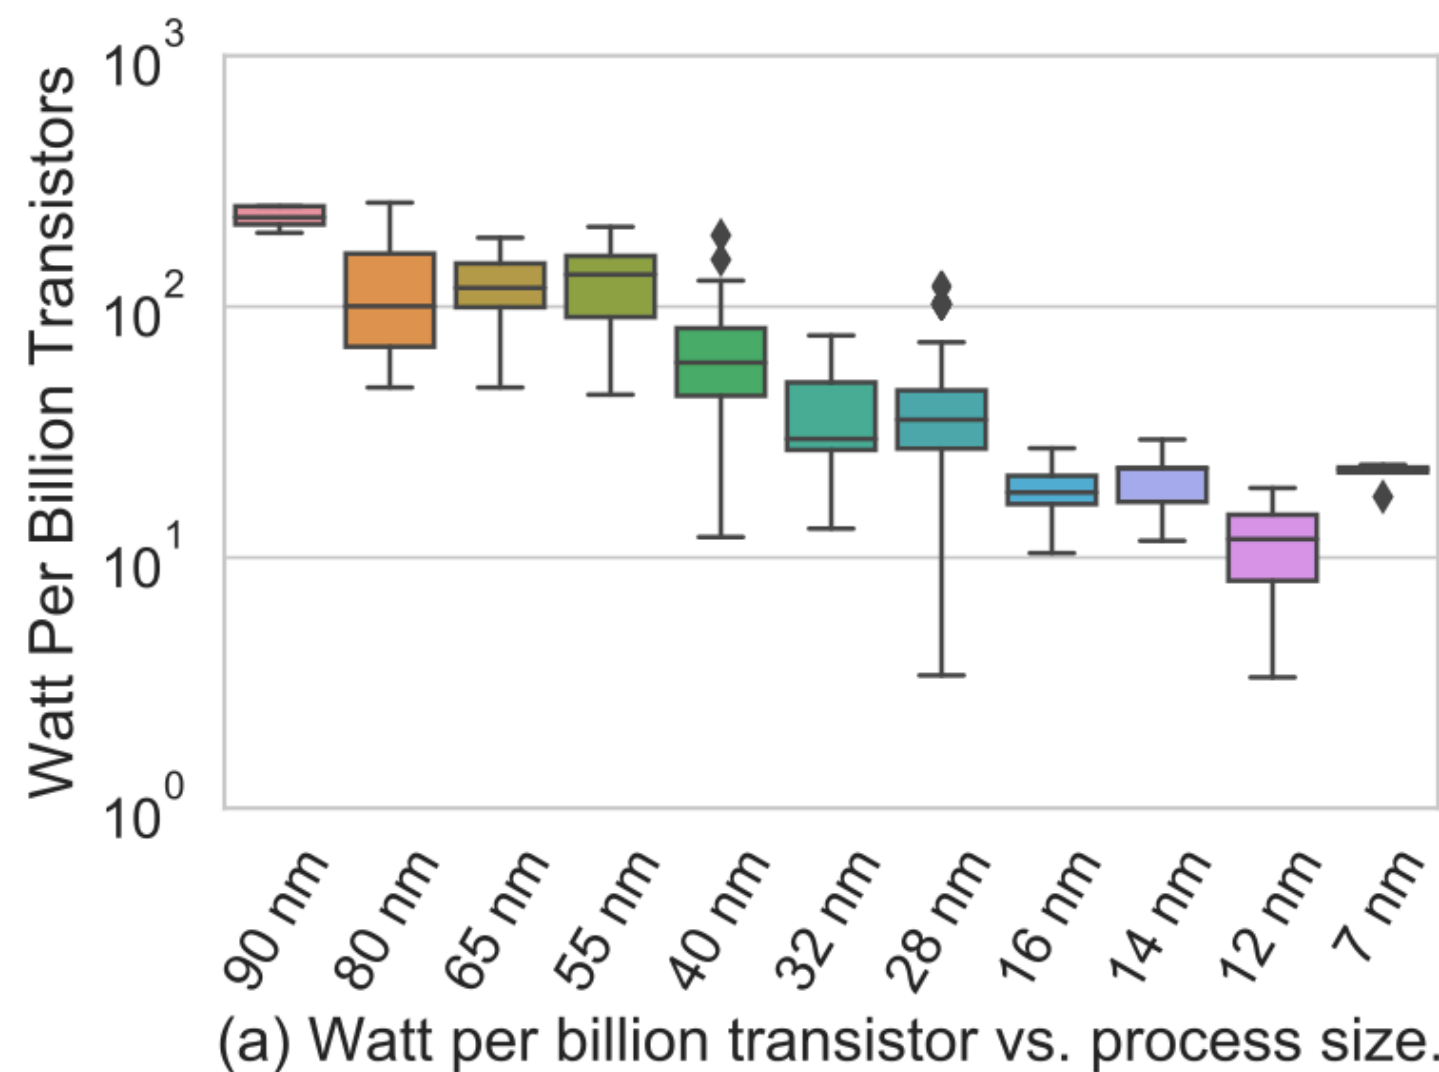 Watt Per Billion Transistors
10^3
10^2
10^1
10^0
90 nm
80 nm
65 nm
55 nm
40 nm
32 nm
28 nm
16 nm
14 nm
12 nm
7 nm
(a) Watt per billion transistor vs. process size.